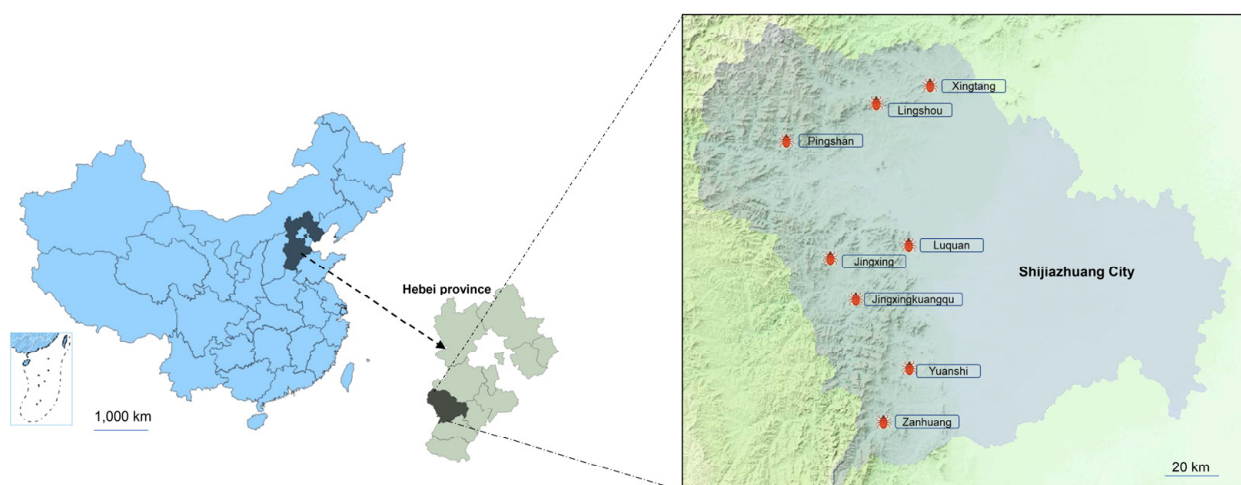 Hebei province
1,000 km
Xingtang
Lingshou
Pingshan
Luquan
Jingxing
Shijiazhuang City
Jingxingkuangqu
Yuanshi
Zanhuang
20 km